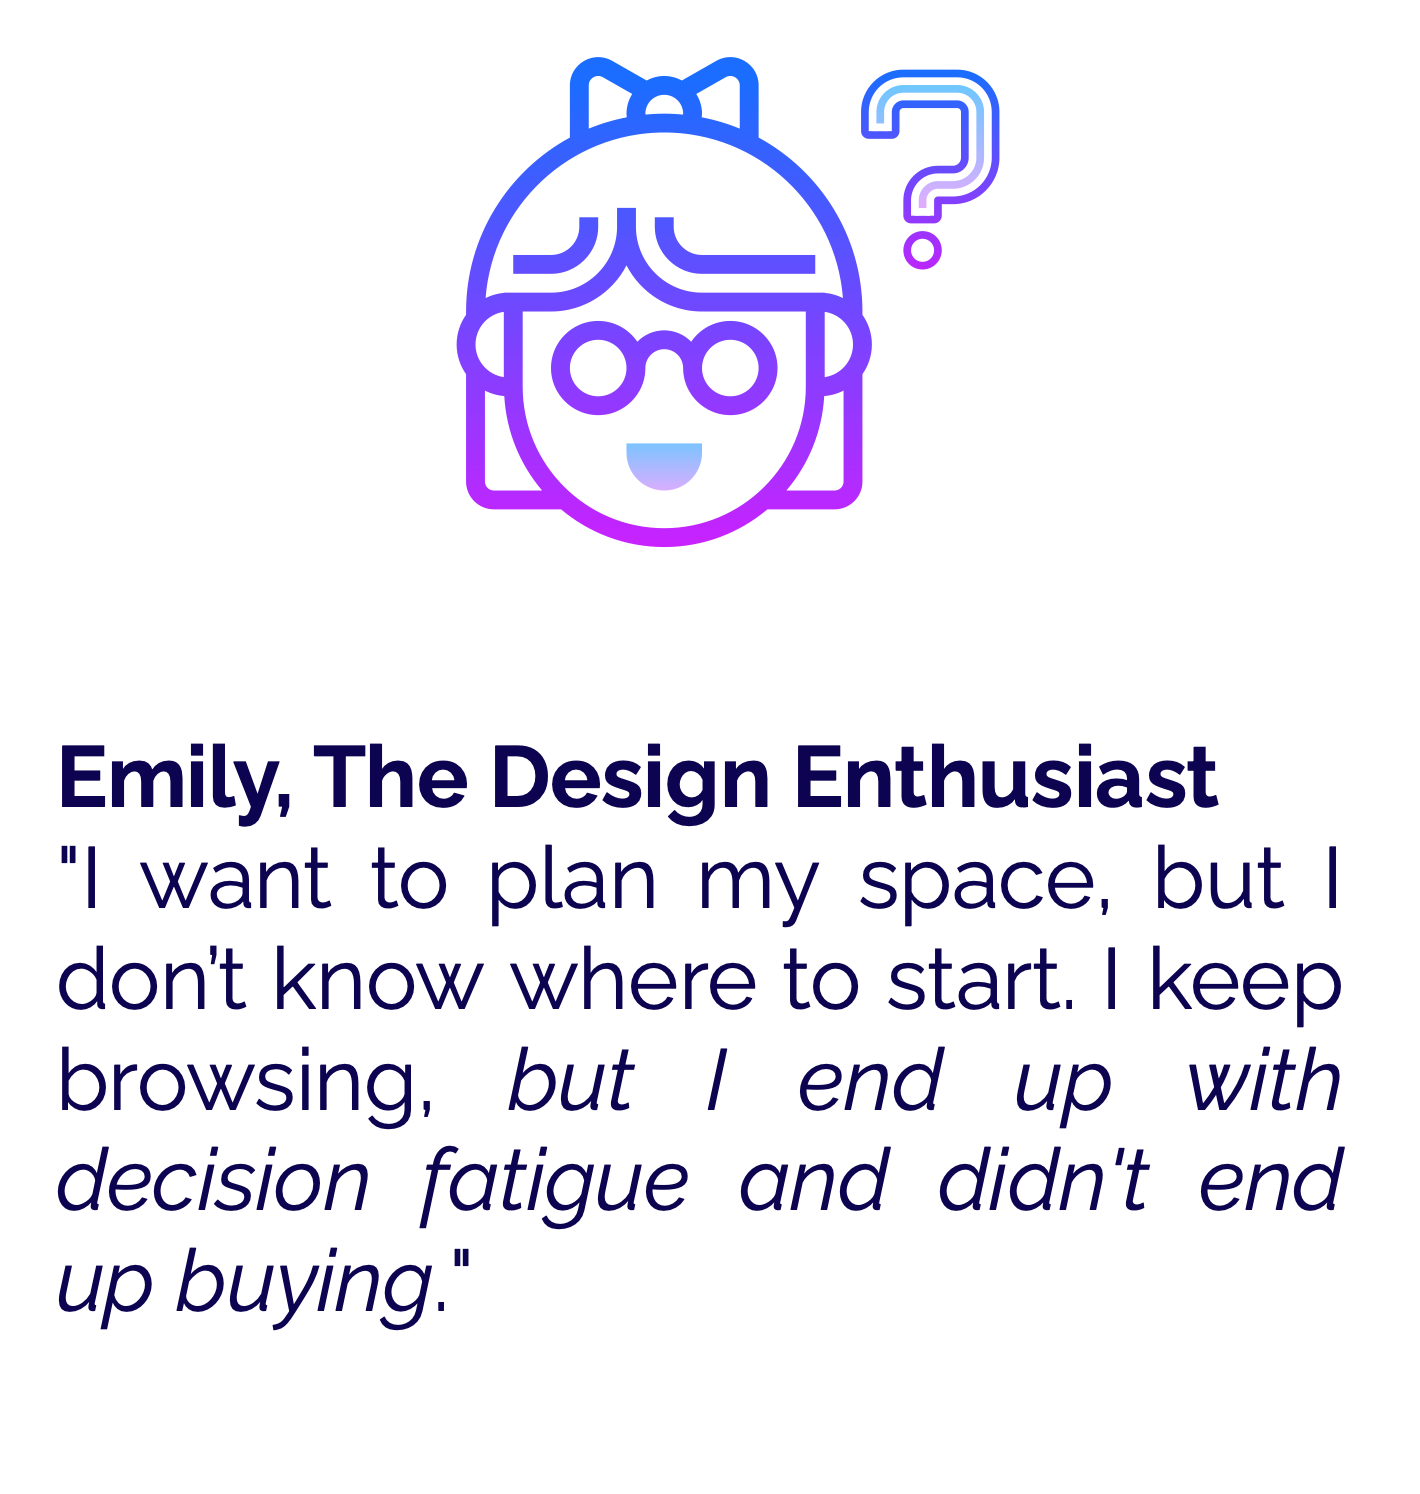 Emily, The Design Enthusiast
"I want to plan my space, but I
don’t know where to start. I keep
browsing, but I end up with
decision fatigue and didn't end
up buying."